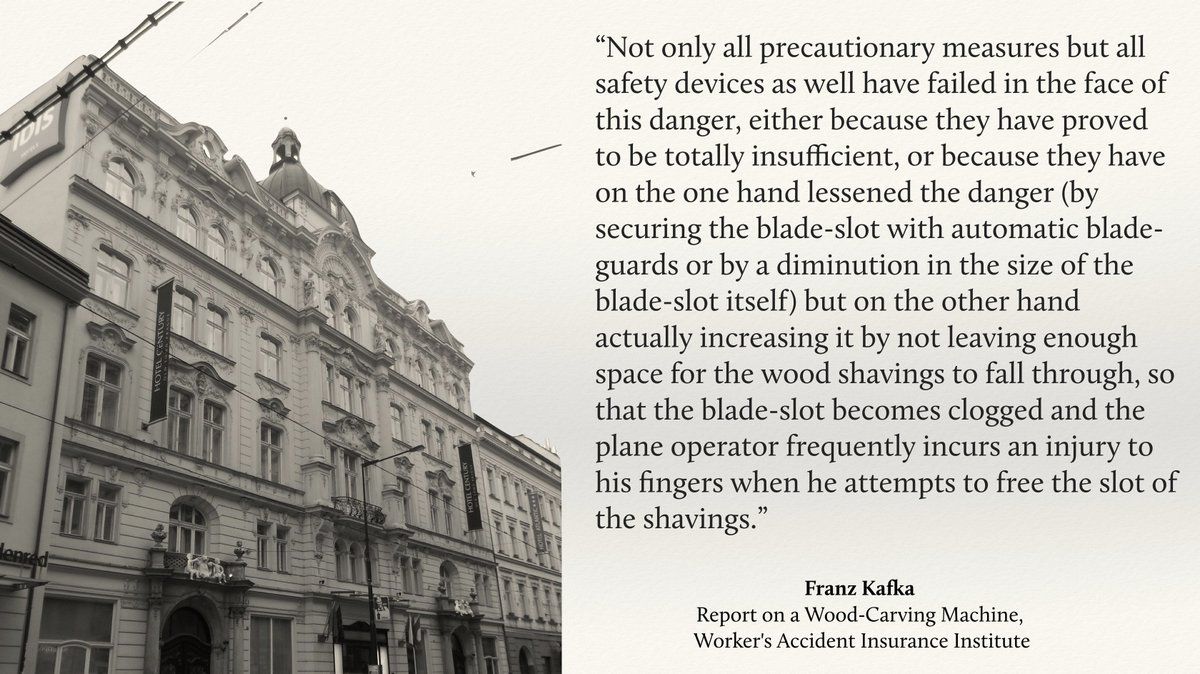 IBIS
HOTEL CENTURY
HOTEL CENTURY
“Not only all precautionary measures but all
safety devices as well have failed in the face of
this danger, either because they have proved
to be totally insufficient, or because they have
on the one hand lessened the danger (by
securing the blade-slot with automatic blade-
guards or by a diminution in the size of the
blade-slot itself) but on the other hand
actually increasing it by not leaving enough
space for the wood shavings to fall through, so
that the blade-slot becomes clogged and the
plane operator frequently incurs an injury to
his fingers when he attempts to free the slot of
the shavings.”
Franz Kafka
Report on a Wood-Carving Machine,
Worker's Accident Insurance Institute